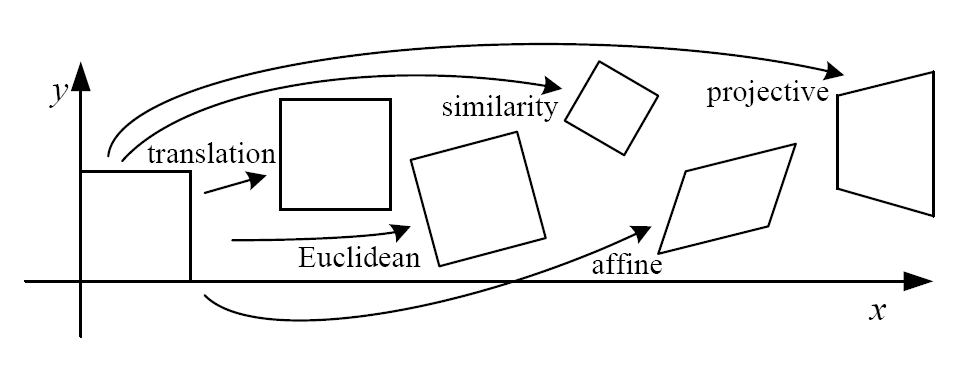 y
similarity
projective
translation
Euclidean
affine
x